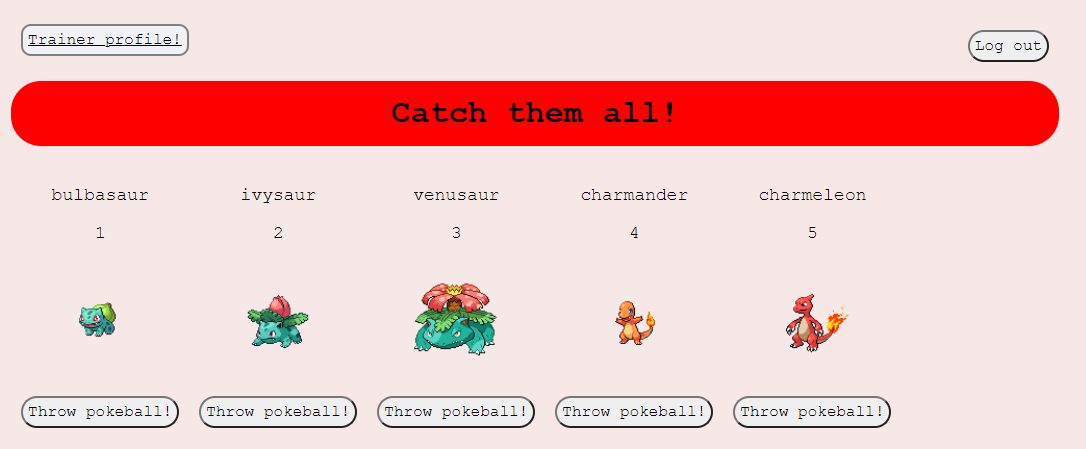 Trainer profile!
Log out
Catch them all!
bulbasaur ivysaur venusaur charmander charmeleon
1 2 3 4 5
Throw pokeball! Throw pokeball! Throw pokeball! Throw pokeball! Throw pokeball!